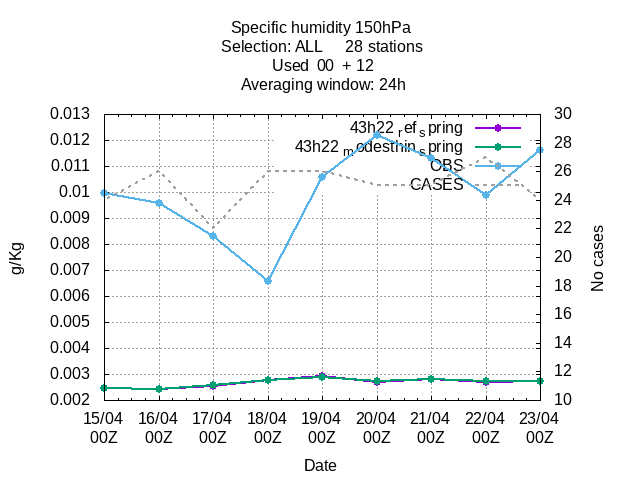 Specific humidity 150hPa
Selection: ALL     28 stations
Used  00  + 12
Averaging window: 24h
0.013
0.012
0.011
0.01
0.009
0.008
0.007
0.006
0.005
0.004
0.003
0.002
g/Kg
43h22_ref_spring
43h22_modesthin_spring
OBS
CASES
30
28
26
24
22
20
18
16
14
12
10
No cases
15/04 16/04 17/04 18/04 19/04 20/04 21/04 22/04 23/04
00Z 00Z 00Z 00Z 00Z 00Z 00Z 00Z 00Z
Date